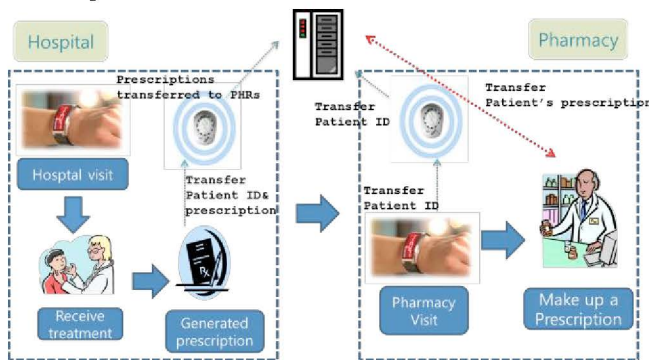 Hospital
Pharmacy
Prescriptions
transferred to PHRs
Transfer
Patient's prescription
Transfer
Patient ID
Hosptal visit
Transfer
Patient ID&
prescription
Transfer
Patient ID
Rx
Receive
treatment
Generated
prescription
Pharmacy
Visit
Make up a
Prescription